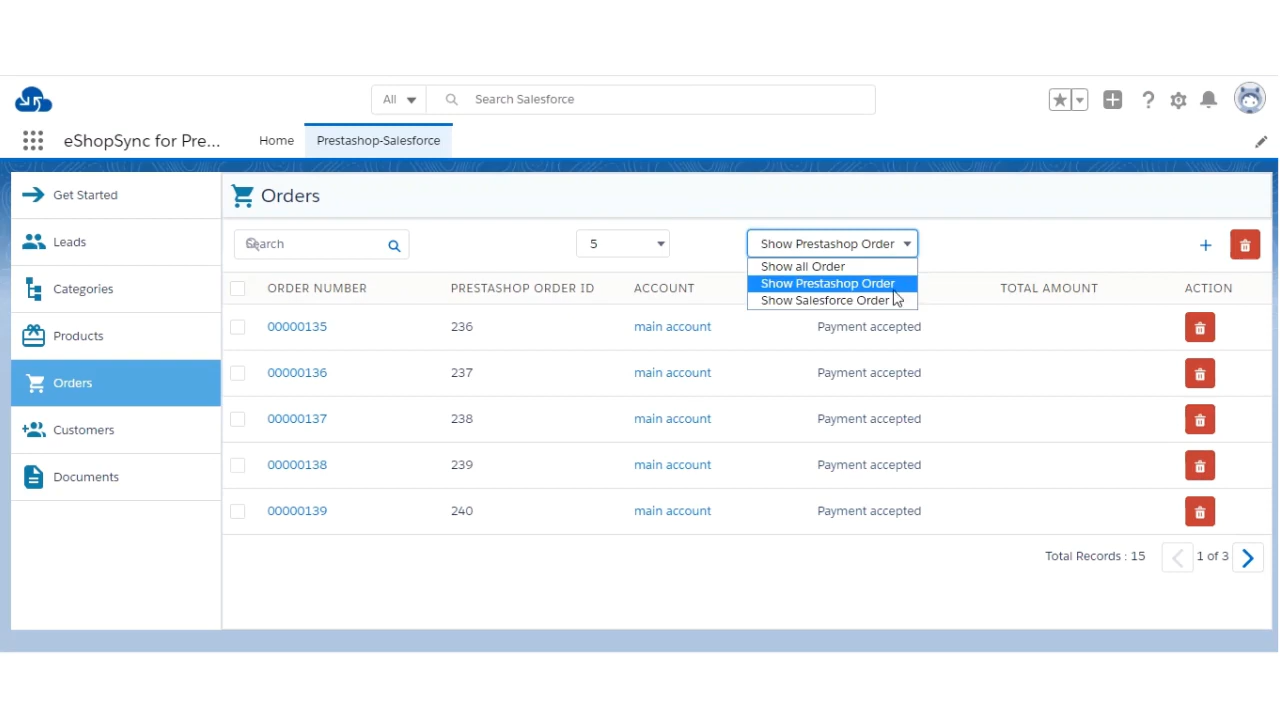 All
Search Salesforce
eShopSync for Pre...
Home
Prestashop-Salesforce
Get Started
Leads
Categories
Products
Orders
Customers
Documents
Orders
Search
5
Show Prestashop Order
Show all Order
Show Prestashop Order
Show Salesforce Order
ORDER NUMBER PRESTASHOP ORDER ID ACCOUNT TOTAL AMOUNT ACTION
00000135 236 main account Payment accepted
00000136 237 main account Payment accepted
00000137 238 main account Payment accepted
00000138 239 main account Payment accepted
00000139 240 main account Payment accepted
Total Records : 15 1 of 3